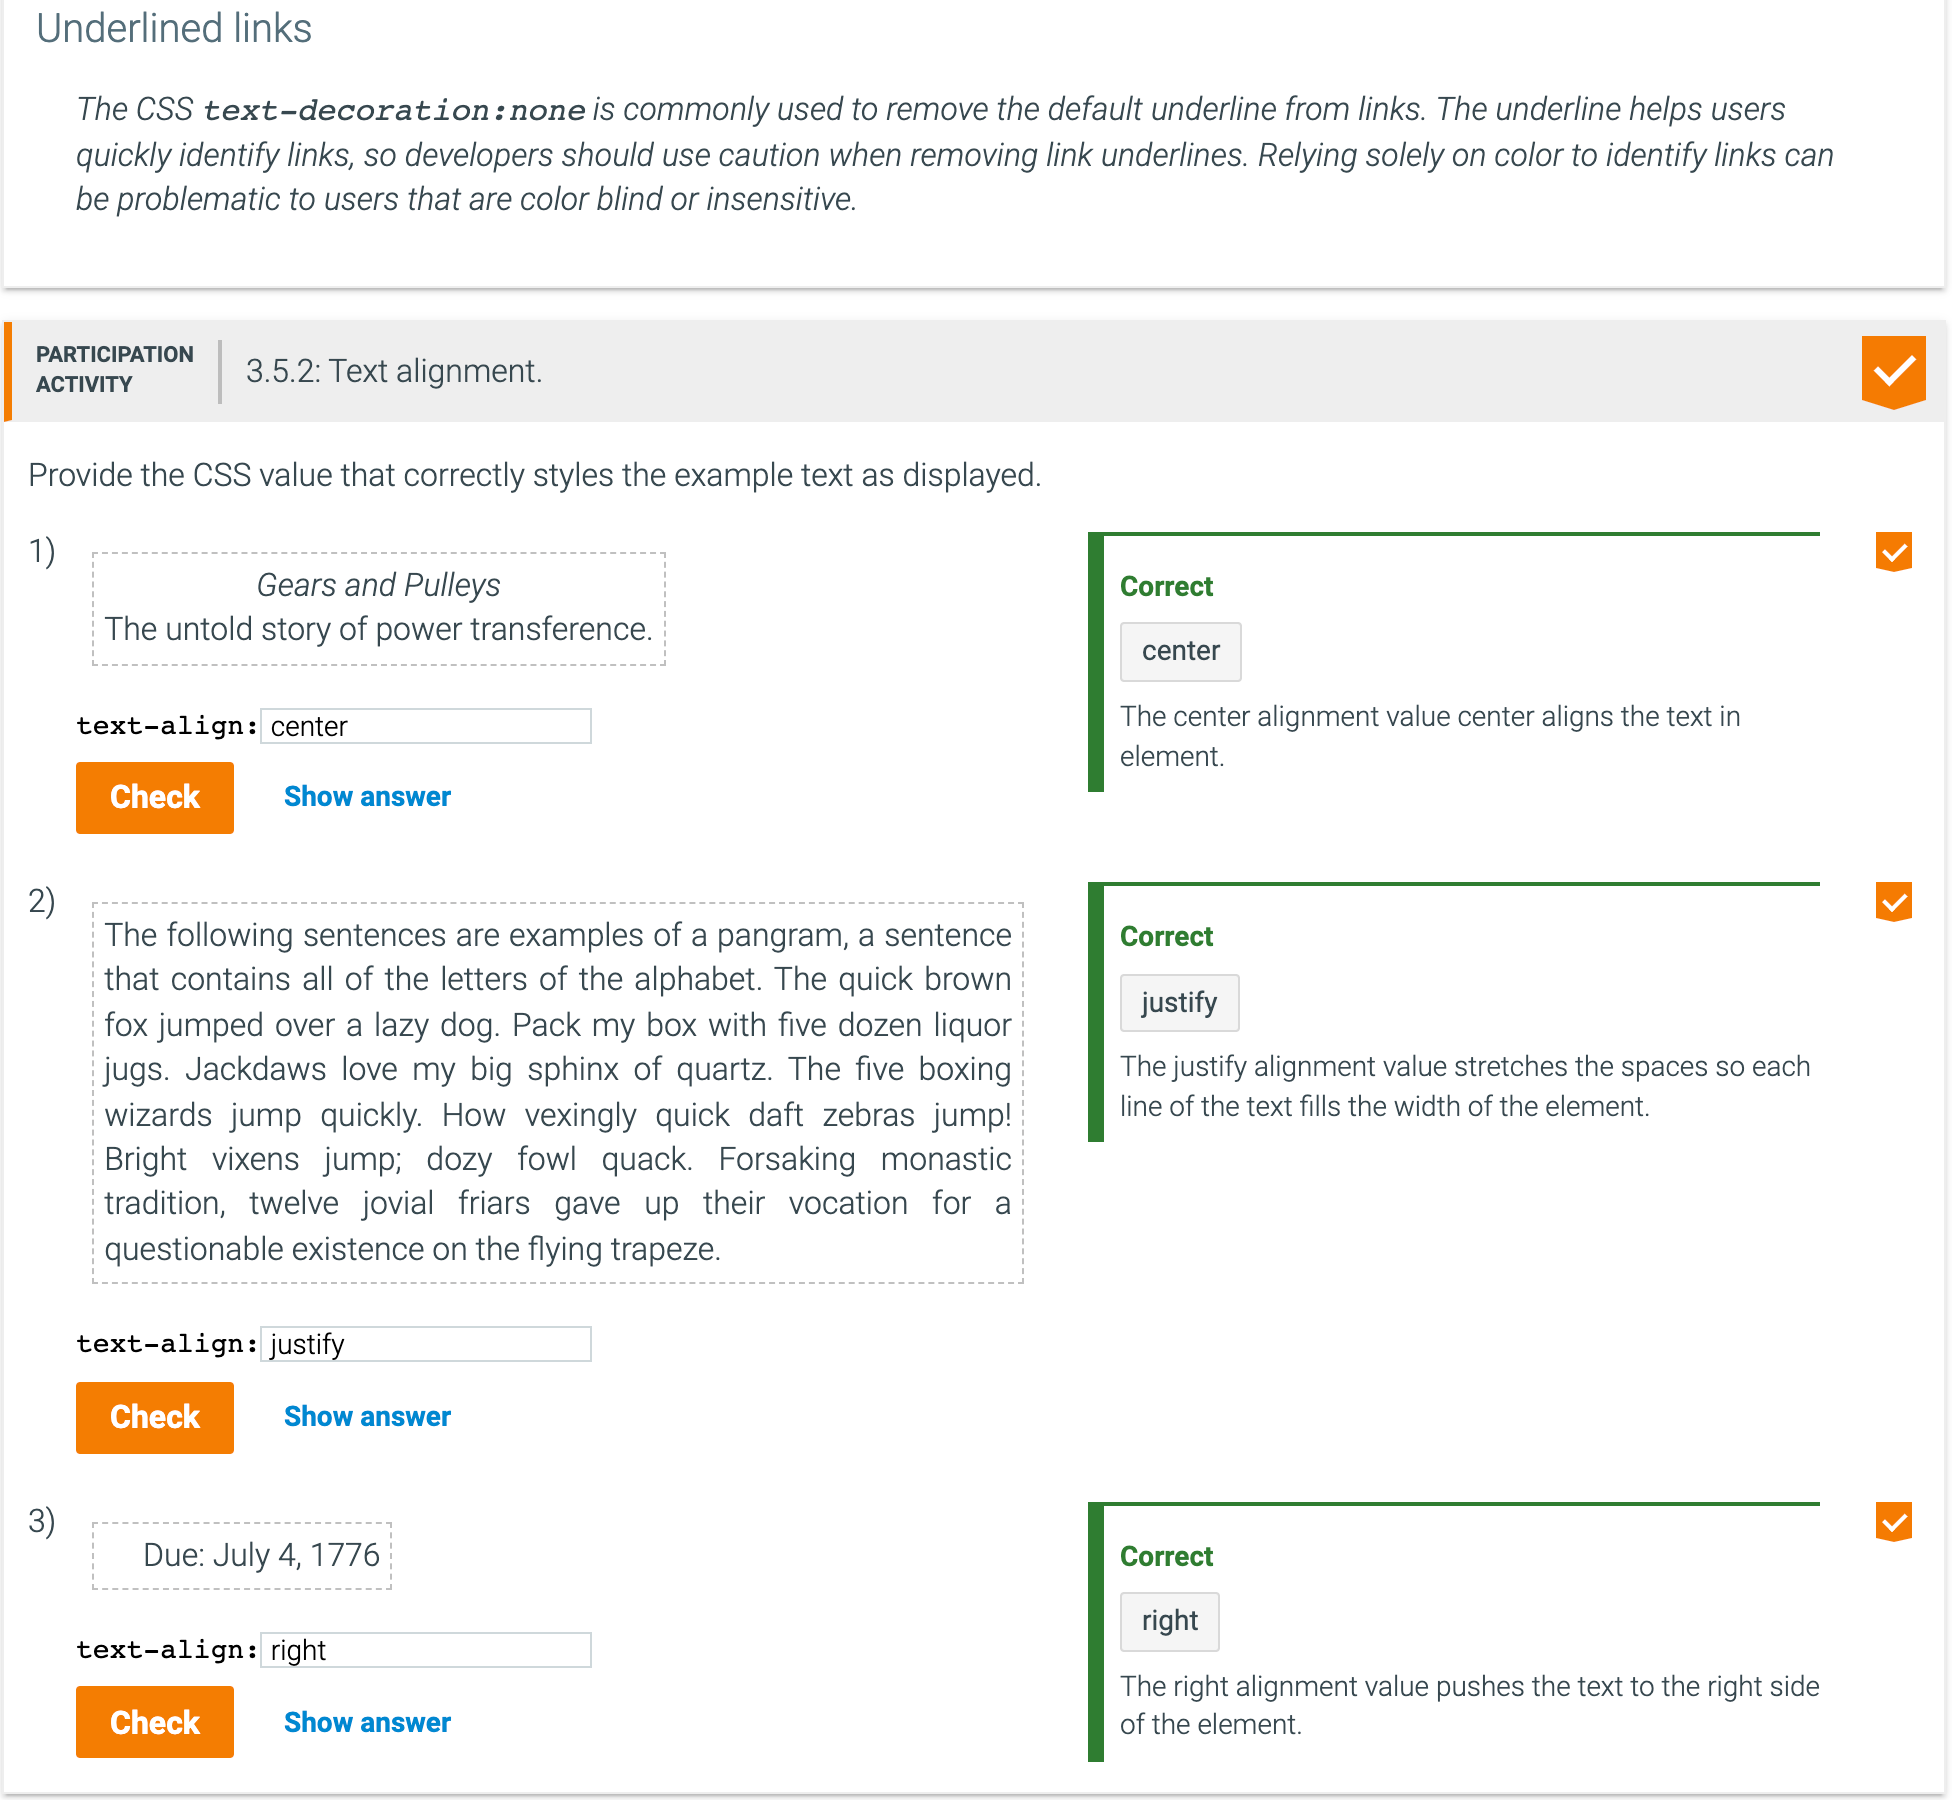 Underlined links
The CSS text-decoration:none is commonly used to remove the default underline from links. The underline helps users
quickly identify links, so developers should use caution when removing link underlines. Relying solely on color to identify links can
be problematic to users that are color blind or insensitive.
PARTICIPATION
ACTIVITY
3.5.2: Text alignment.
Provide the CSS value that correctly styles the example text as displayed.
1)
Gears and Pulleys
The untold story of power transference.
text-align: center
Check
Show answer
Correct
center
The center alignment value center aligns the text in
element.
2)
The following sentences are examples of a pangram, a sentence
that contains all of the letters of the alphabet. The quick brown
fox jumped over a lazy dog. Pack my box with five dozen liquor
jugs. Jackdaws love my big sphinx of quartz. The five boxing
wizards jump quickly. How vexingly quick daft zebras jump!
Bright vixens jump; dozy fowl quack. Forsaking monastic
tradition, twelve jovial friars gave up their vocation for a
questionable existence on the flying trapeze.
text-align: justify
Check
Show answer
Correct
justify
The justify alignment value stretches the spaces so each
line of the text fills the width of the element.
3)
Due: July 4, 1776
text-align: right
Check
Show answer
Correct
right
The right alignment value pushes the text to the right side
of the element.